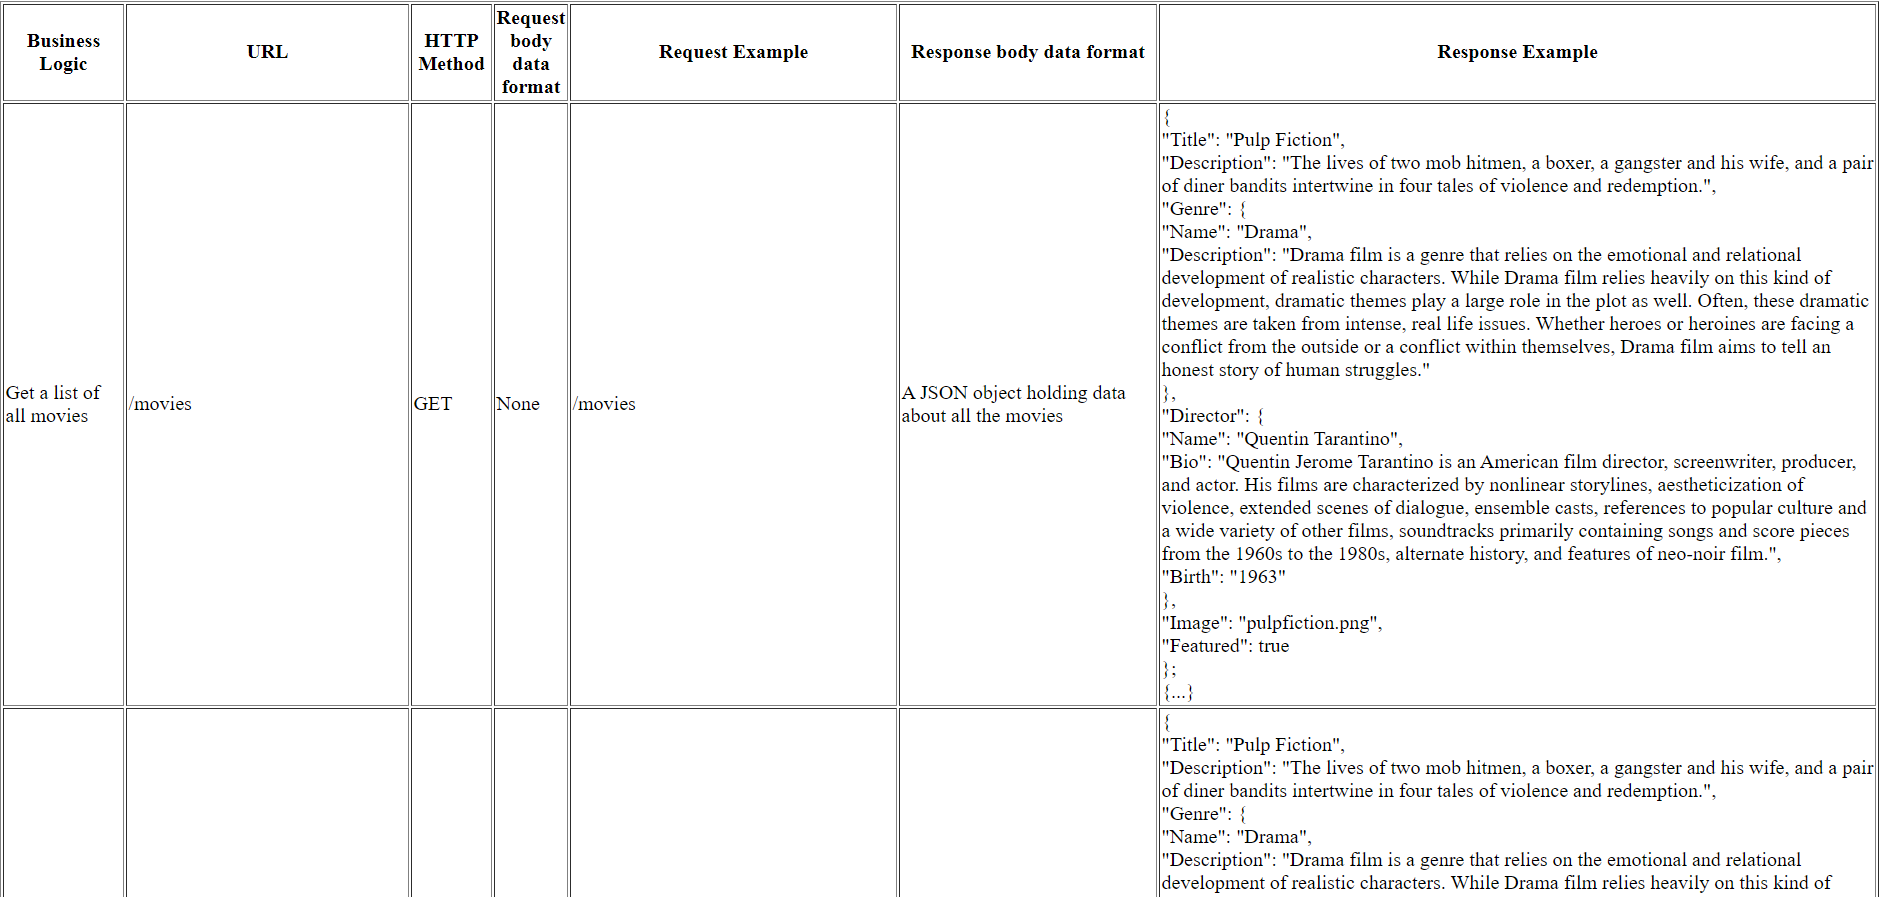 Business
Logic
URL
HTTP
Method
Request
body
data
format
Request Example
Response body data format
Response Example
Get a list of
all movies
/movies
GET
None
/movies
A JSON object holding data
about all the movies
{
"Title": "Pulp Fiction",
"Description": "The lives of two mob hitmen, a boxer, a gangster and his wife, and a pair
of diner bandits intertwine in four tales of violence and redemption.",
"Genre": {
"Name": "Drama",
"Description": "Drama film is a genre that relies on the emotional and relational
development of realistic characters. While Drama film relies heavily on this kind of
development, dramatic themes play a large role in the plot as well. Often, these dramatic
themes are taken from intense, real life issues. Whether heroes or heroines are facing a
conflict from the outside or a conflict within themselves, Drama film aims to tell an
honest story of human struggles."
},
"Director": {
"Name": "Quentin Tarantino",
"Bio": "Quentin Jerome Tarantino is an American film director, screenwriter, producer,
and actor. His films are characterized by nonlinear storylines, aestheticization of
violence, extended scenes of dialogue, ensemble casts, references to popular culture and
a wide variety of other films, soundtracks primarily containing songs and score pieces
from the 1960s to the 1980s, alternate history, and features of neo-noir film.",
"Birth": "1963"
},
"Image": "pulpfiction.png",
"Featured": true
};
{...}
{
"Title": "Pulp Fiction",
"Description": "The lives of two mob hitmen, a boxer, a gangster and his wife, and a pair
of diner bandits intertwine in four tales of violence and redemption.",
"Genre": {
"Name": "Drama",
"Description": "Drama film is a genre that relies on the emotional and relational
development of realistic characters. While Drama film relies heavily on this kind of